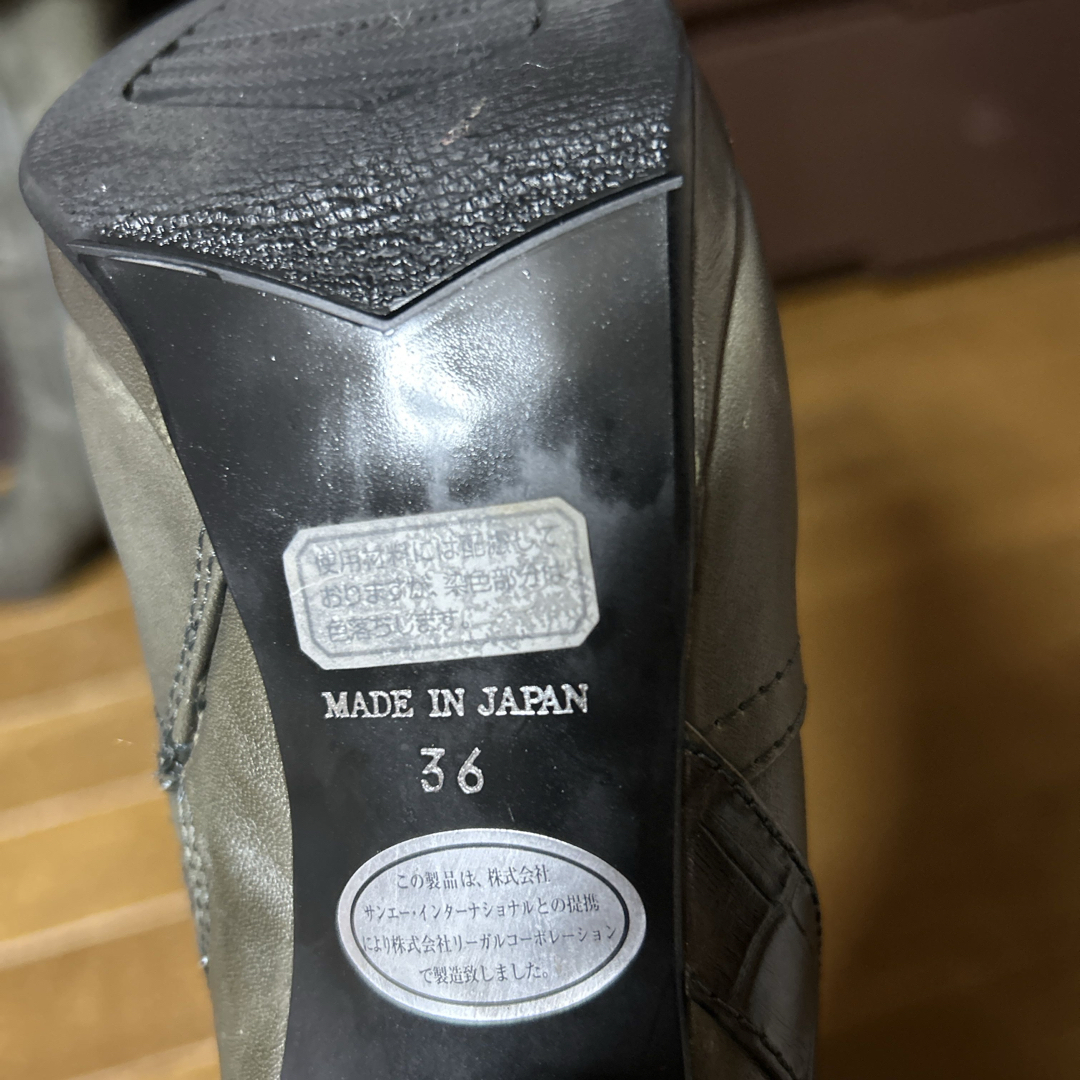 使用材料には配慮して
おりますが、染色部分は
色落ちします。
MADE IN JAPAN
36
この製品は、株式会社
サンエー・インターナショナルとの提携
により株式会社リーガルコーポレーション
で製造致しました。